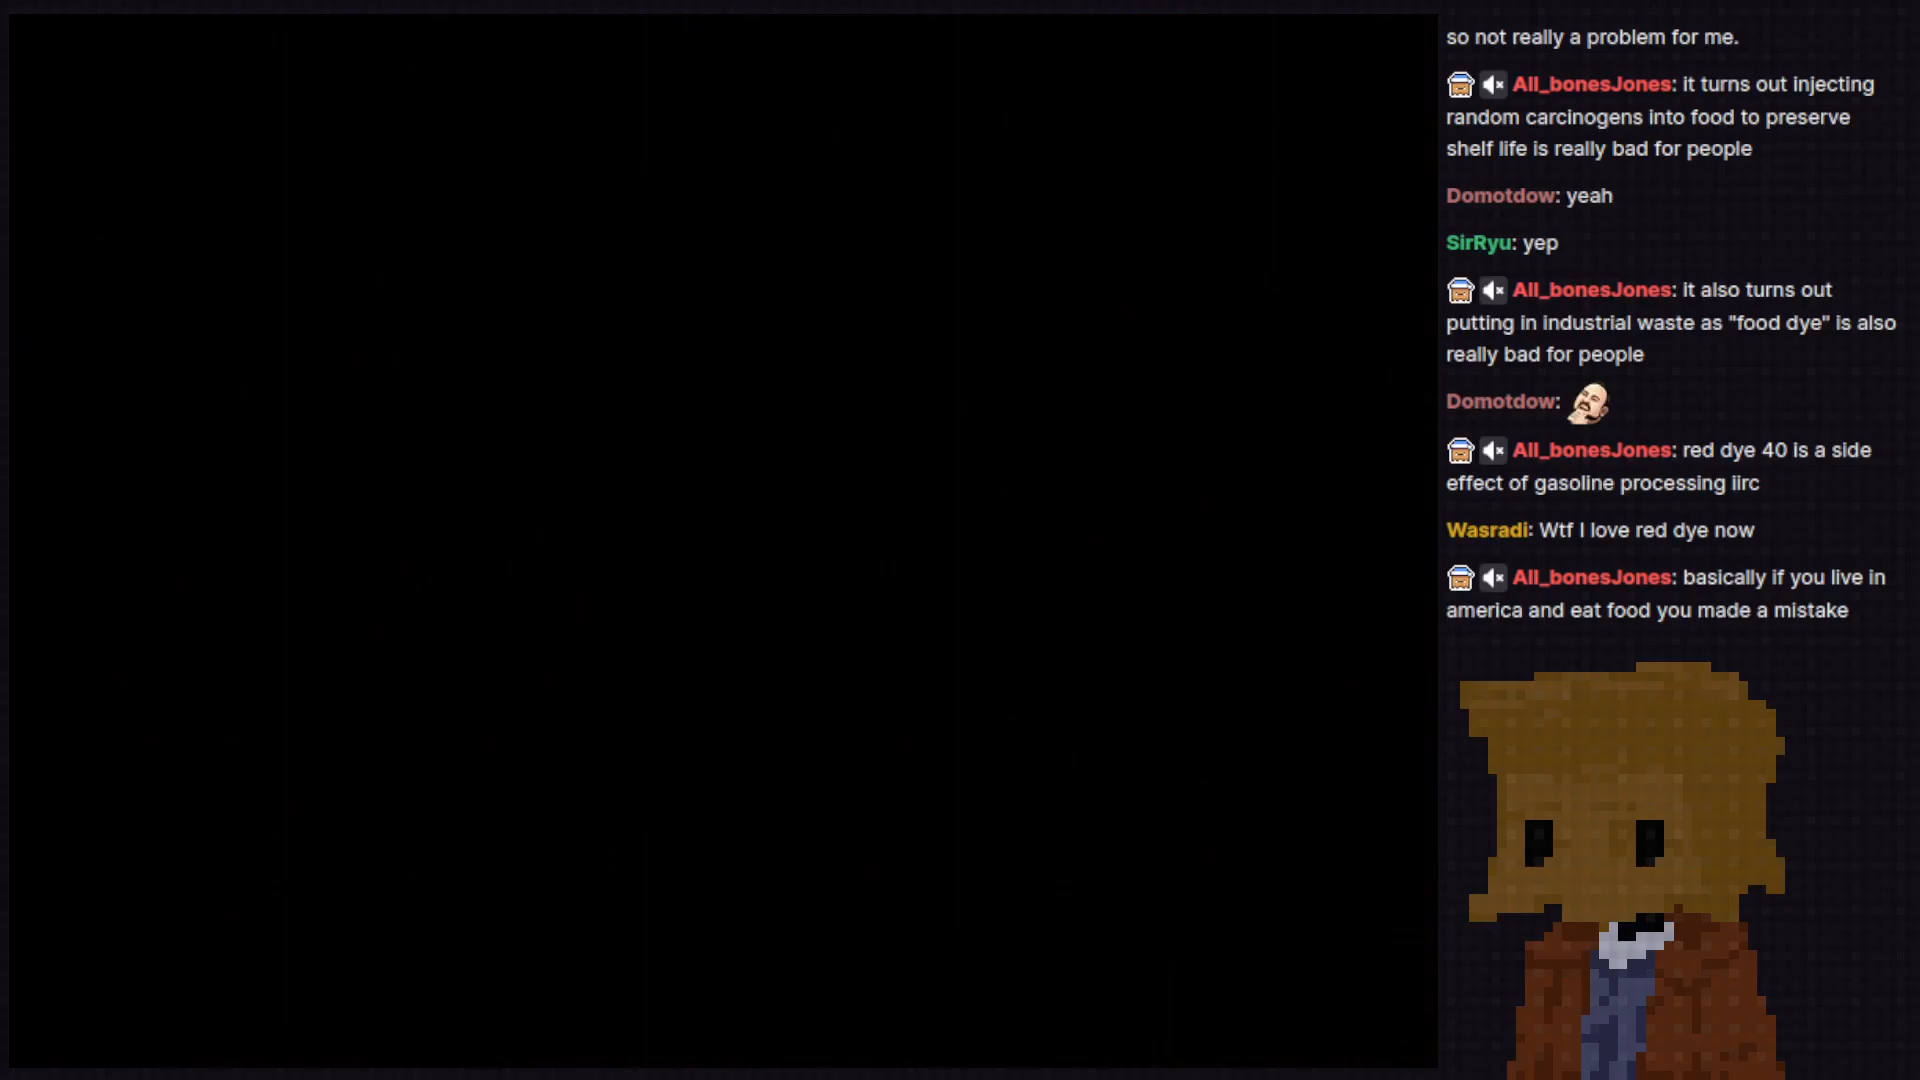 so not really a problem for me.
All_bonesJones: it turns out injecting
random carcinogens into food to preserve
shelf life is really bad for people
Domotdow: yeah
SirRyu: yep
All_bonesJones: it also turns out
putting in industrial waste as "food dye" is also
really bad for people
Domotdow:
All_bonesJones: red dye 40 is a side
effect of gasoline processing iirc
Wasradi: Wtf I love red dye now
All_bonesJones: basically if you live in
america and eat food you made a mistake